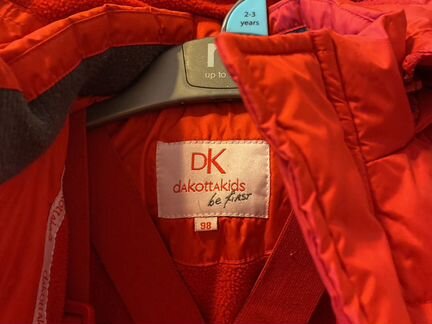 2-3
years
up to
DK
dAkottAkids
be first
98